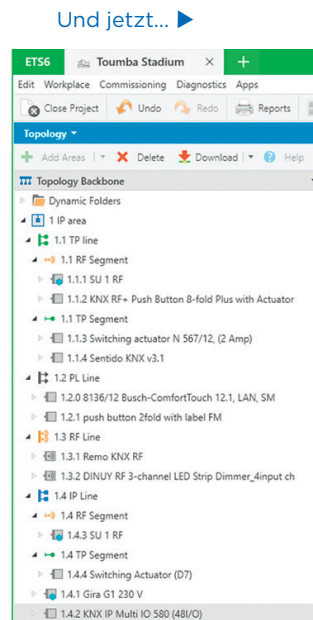 Und jetzt... ▶
ETS6 Toumba Stadium × +
Edit Workplace Commissioning Diagnostics Apps
Close Project Undo Redo Reports
Topology
Add Areas Delete Download Help
Topology Backbone
Dynamic Folders
1 IP area
1.1 TP line
1.1 RF Segment
1.1.1 SU 1 RF
1.1.2 KNX RF+ Push Button 8-fold Plus with Actuator
1.1 TP Segment
1.1.3 Switching actuator N 567/12, (2 Amp)
1.1.4 Sentido KNX v3.1
1.2 PL Line
1.2.0 8136/12 Busch-ComfortTouch 12.1, LAN, SM
1.2.1 push button 2fold with label FM
1.3 RF Line
1.3.1 Remo KNX RF
1.3.2 DINUY RF 3-channel LED Strip Dimmer_4input ch
1.4 IP Line
1.4 RF Segment
1.4.3 SU 1 RF
1.4 TP Segment
1.4.4 Switching Actuator (D7)
1.4.1 Gira G1 230 V
1.4.2 KNX IP Multi IO 580 (48I/O)